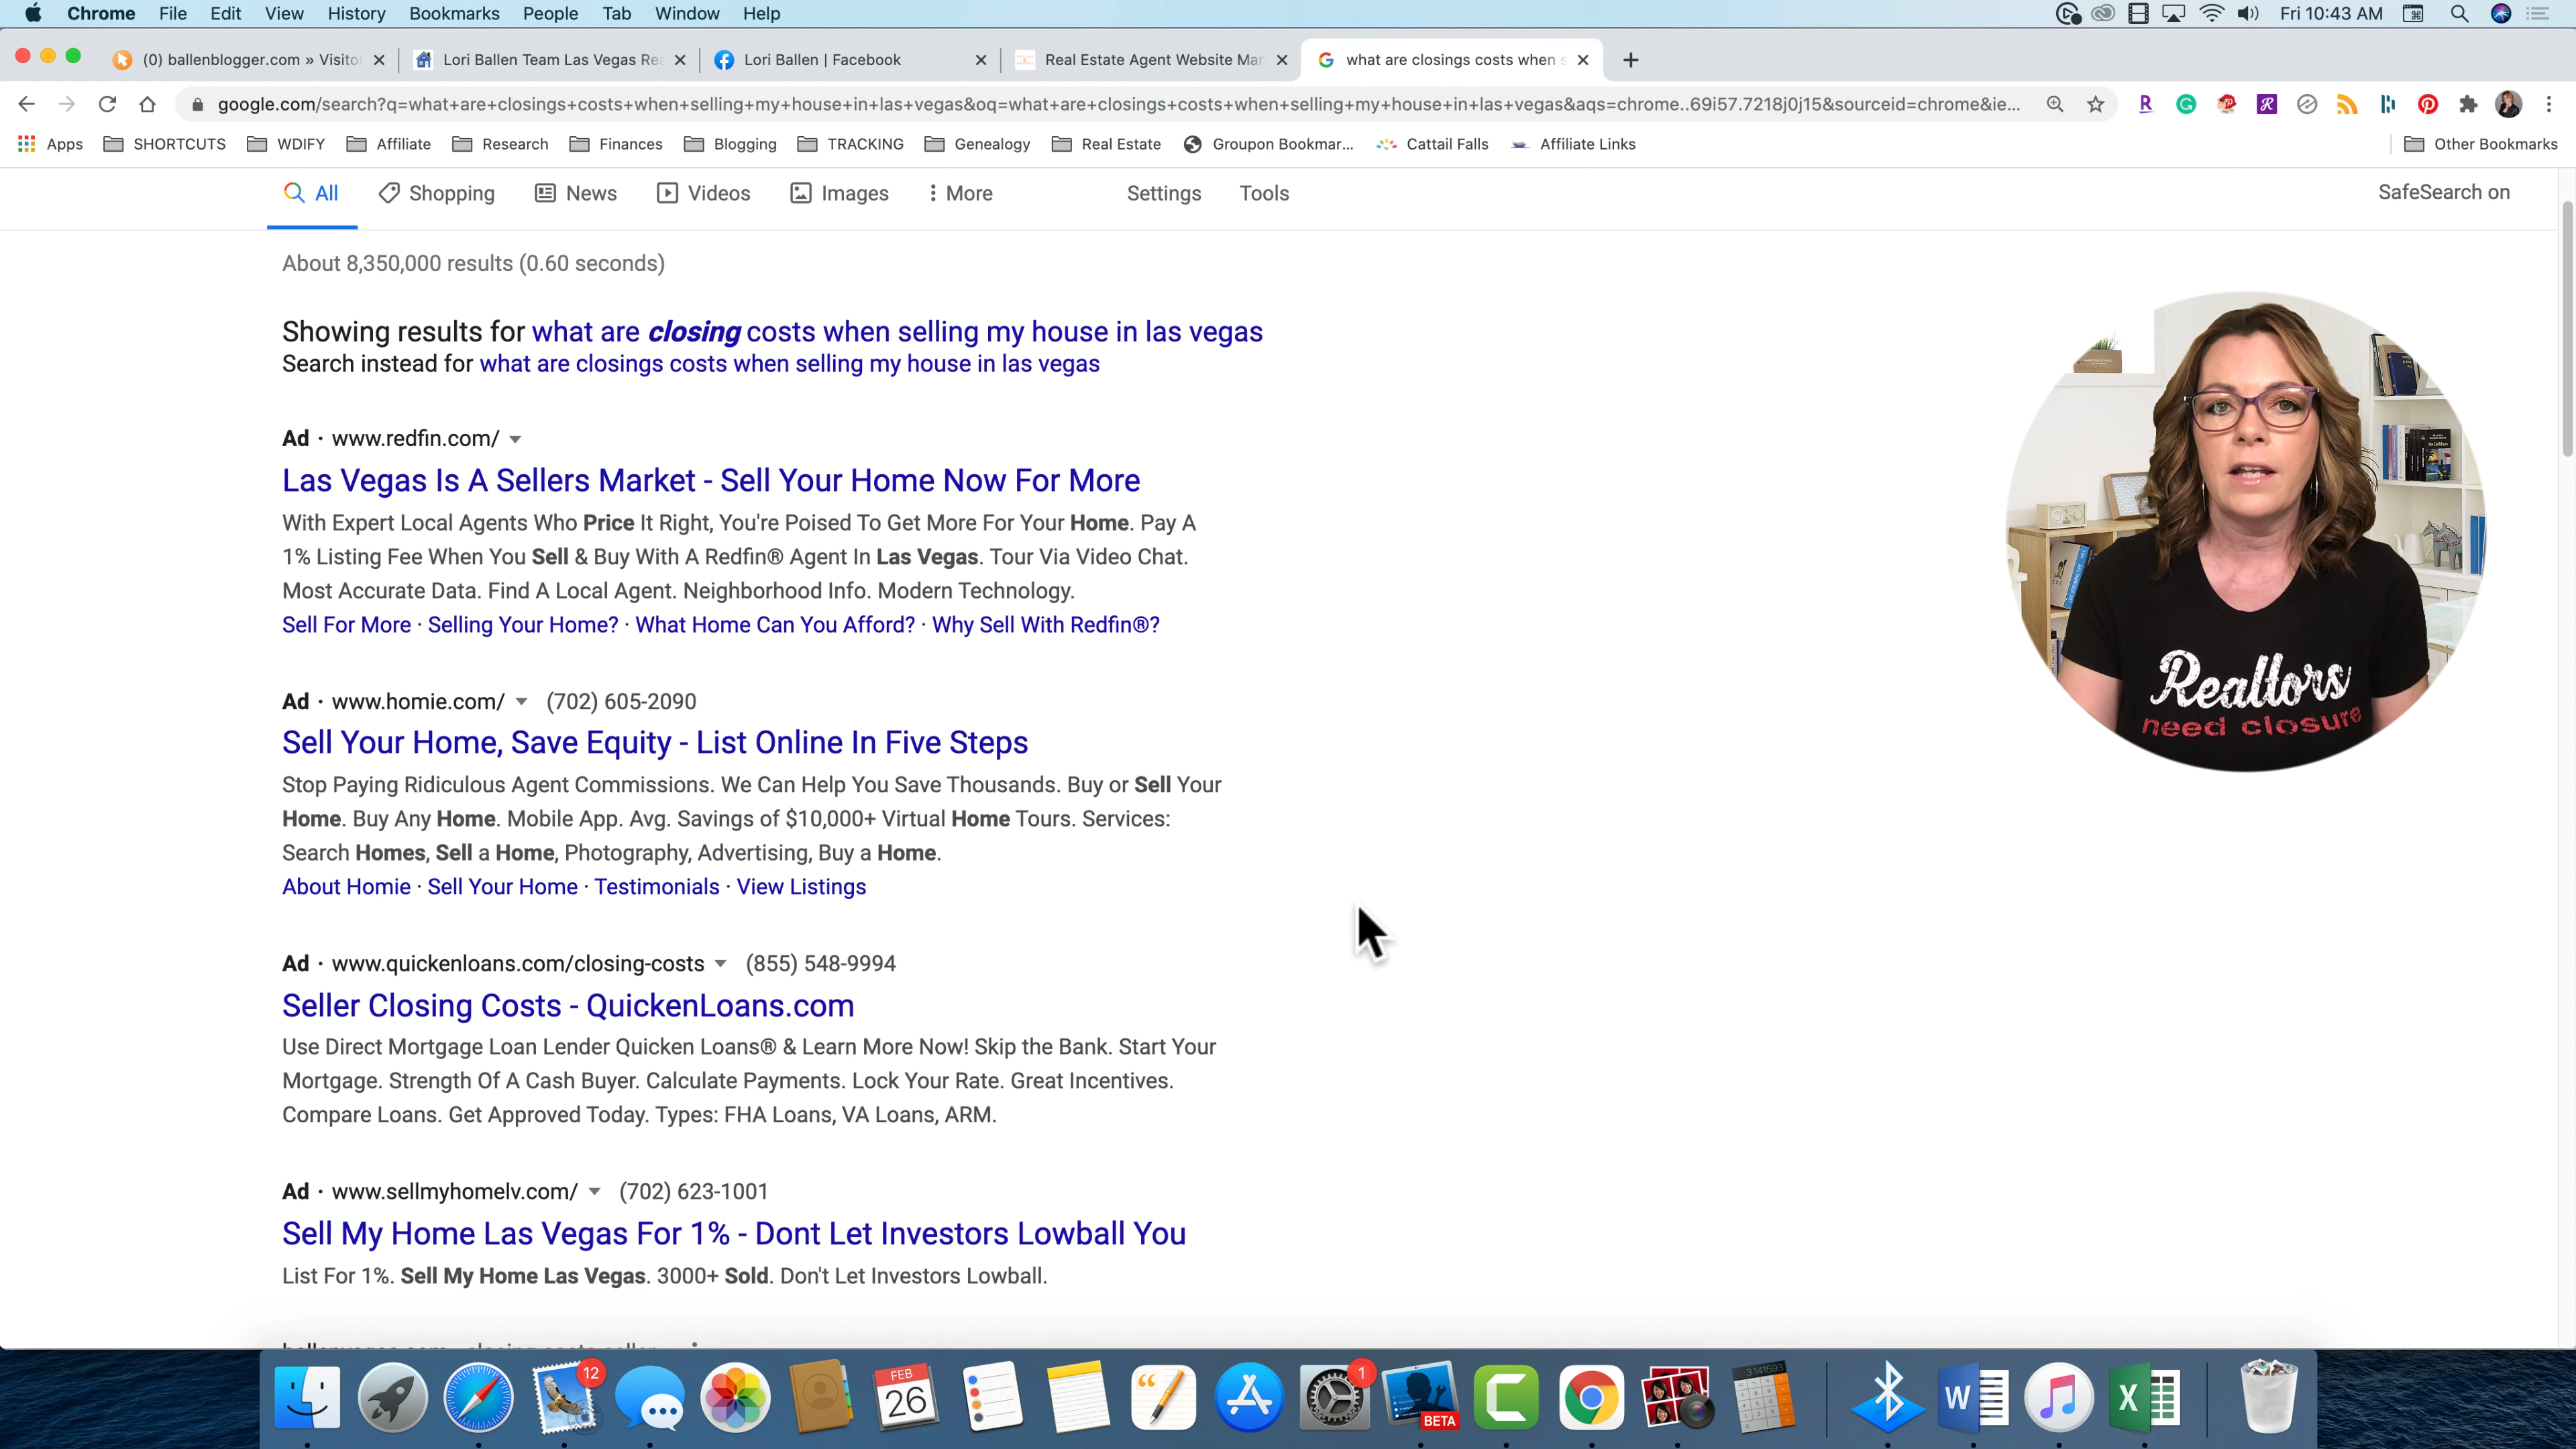 Chrome File Edit View History Bookmarks People Tab Window Help Fri 10:43 AM
(0) ballenblogger.com » Visito
Lori Ballen Team Las Vegas Re
Lori Ballen | Facebook
Real Estate Agent Website Mar
what are closings costs when s
google.com/search?q=what+are+closings+costs+when+selling+my+house+in+las+vegas&oq=what+are+closings+costs+when+selling+my+house+in+las+vegas&aqs=chrome..69i57.7218j0j15&sourceid=chrome&ie...
Apps SHORTCUTS WDIFY Affiliate Research Finances Blogging TRACKING Genealogy Real Estate Groupon Bookmar... Cattail Falls Affiliate Links Other Bookmarks
All Shopping News Videos Images More Settings Tools SafeSearch on
About 8,350,000 results (0.60 seconds)
Showing results for what are closing costs when selling my house in las vegas
Search instead for what are closings costs when selling my house in las vegas
Ad · www.redfin.com/
Las Vegas Is A Sellers Market - Sell Your Home Now For More
With Expert Local Agents Who Price It Right, You're Poised To Get More For Your Home. Pay A
1% Listing Fee When You Sell & Buy With A Redfin® Agent In Las Vegas. Tour Via Video Chat.
Most Accurate Data. Find A Local Agent. Neighborhood Info. Modern Technology.
Sell For More · Selling Your Home? · What Home Can You Afford? · Why Sell With Redfin®?
Ad · www.homie.com/ (702) 605-2090
Sell Your Home, Save Equity - List Online In Five Steps
Stop Paying Ridiculous Agent Commissions. We Can Help You Save Thousands. Buy or Sell Your
Home. Buy Any Home. Mobile App. Avg. Savings of $10,000+ Virtual Home Tours. Services:
Search Homes, Sell a Home, Photography, Advertising, Buy a Home.
About Homie · Sell Your Home · Testimonials · View Listings
Ad · www.quickenloans.com/closing-costs (855) 548-9994
Seller Closing Costs - QuickenLoans.com
Use Direct Mortgage Loan Lender Quicken Loans® & Learn More Now! Skip the Bank. Start Your
Mortgage. Strength Of A Cash Buyer. Calculate Payments. Lock Your Rate. Great Incentives.
Compare Loans. Get Approved Today. Types: FHA Loans, VA Loans, ARM.
Ad · www.sellmyhomelv.com/ (702) 623-1001
Sell My Home Las Vegas For 1% - Dont Let Investors Lowball You
List For 1%. Sell My Home Las Vegas. 3000+ Sold. Don't Let Investors Lowball.
Realtors
need closure
12
FEB
26
1
BETA
3.141593
W
X